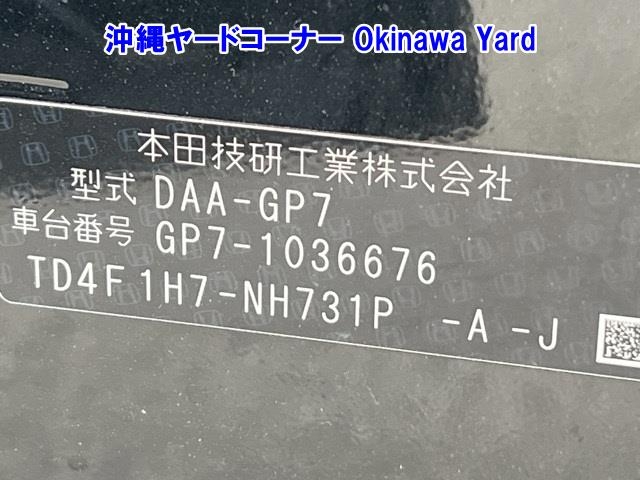 沖縄ヤードコーナー Okinawa Yard
本田技研工業株式会社
型式 DAA-GP7
車台番号 GP7-1036676
TD4F1H7-NH731P -A -J